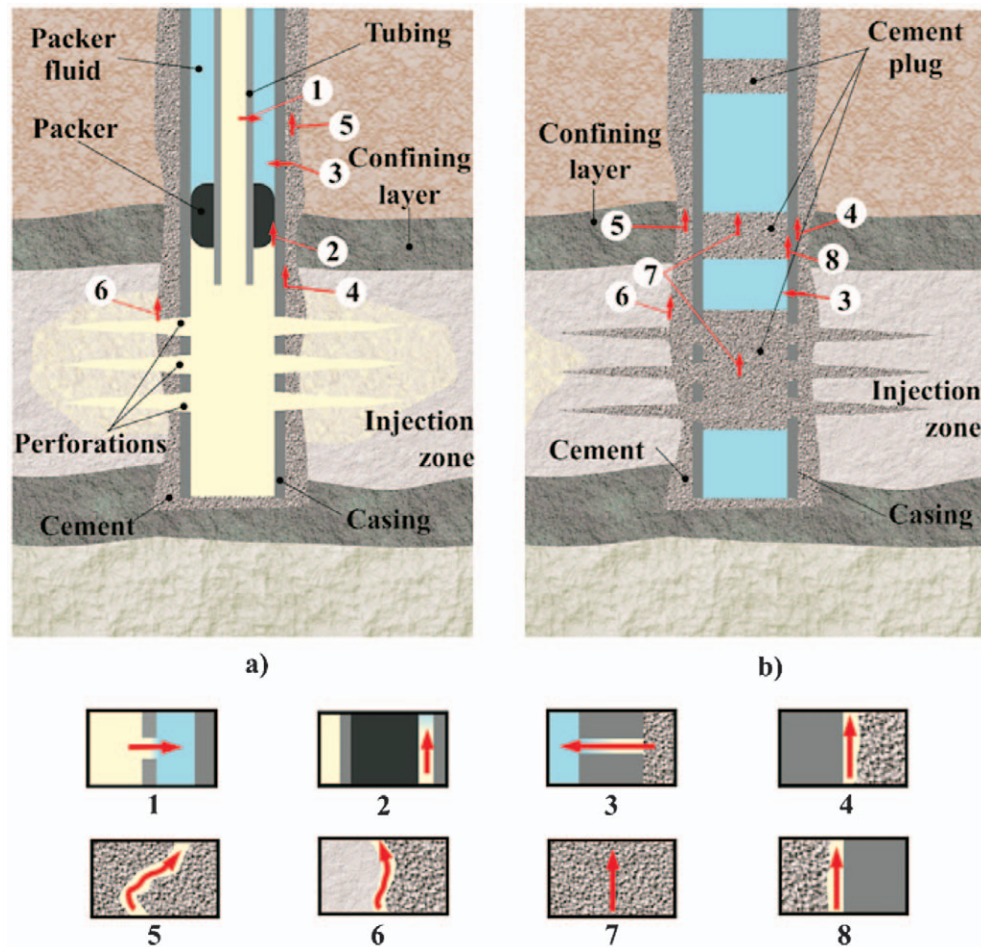 Packer
fluid
Tubing
1
5
Packer
3
Confining
layer
2
4
6
Perforations
Injection
zone
Cement
Casing
a)
Cement
plug
Confining
layer
5
4
7
8
6
3
Injection
zone
Cement
Casing
b)
1
2
3
4
5
6
7
8